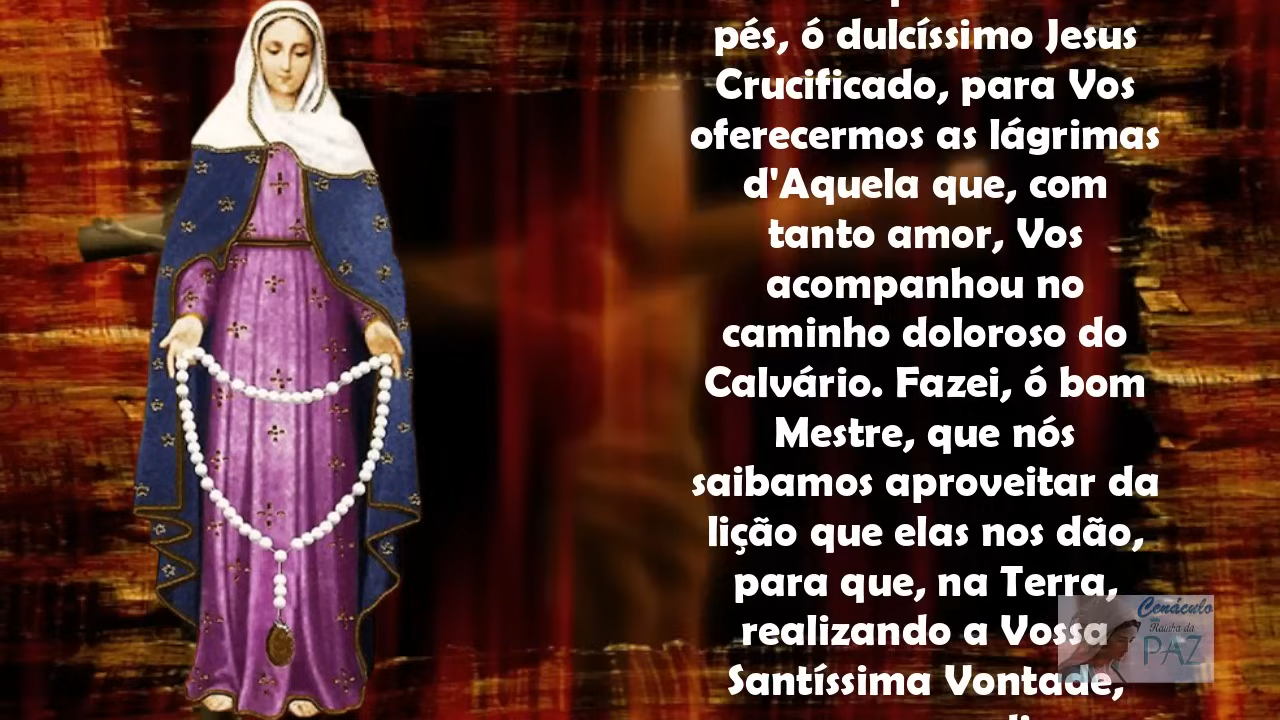 pés, ó dulcíssimo Jesus
Crucificado, para Vos
oferecermos as lágrimas
d'Aquela que, com
tanto amor, Vos
acompanhou no
caminho doloroso do
Calvário. Fazei, ó bom
Mestre, que nós
saibamos aproveitar da
lição que elas nos dão,
para que, na Terra,
realizando a Vossa
Santíssima Vontade,
Cenáculo
Rainha da
PAZ